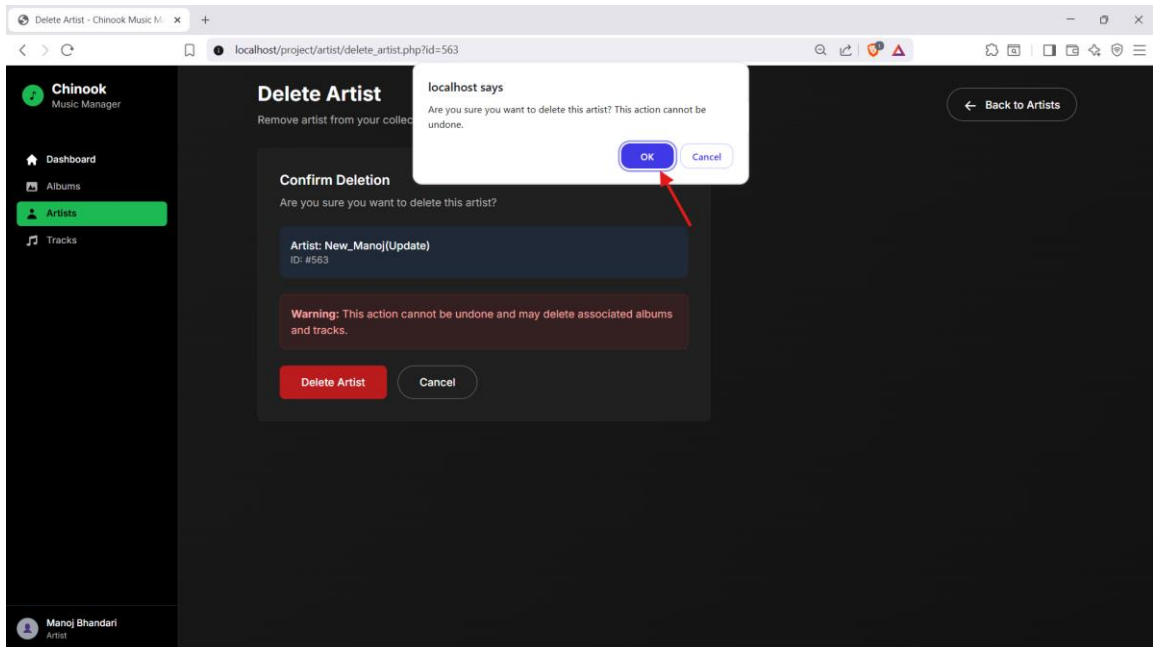 Delete Artist - Chinook Music M
localhost/project/artist/delete_artist.php?id=563
Chinook
Music Manager
Dashboard
Albums
Artists
Tracks
Manoj Bhandari
Artist
Delete Artist
Remove artist from your collec
Back to Artists
localhost says
Are you sure you want to delete this artist? This action cannot be
undone.
OK
Cancel
Confirm Deletion
Are you sure you want to delete this artist?
Artist: New_Manoj(Update)
ID: #563
Warning: This action cannot be undone and may delete associated albums
and tracks.
Delete Artist
Cancel